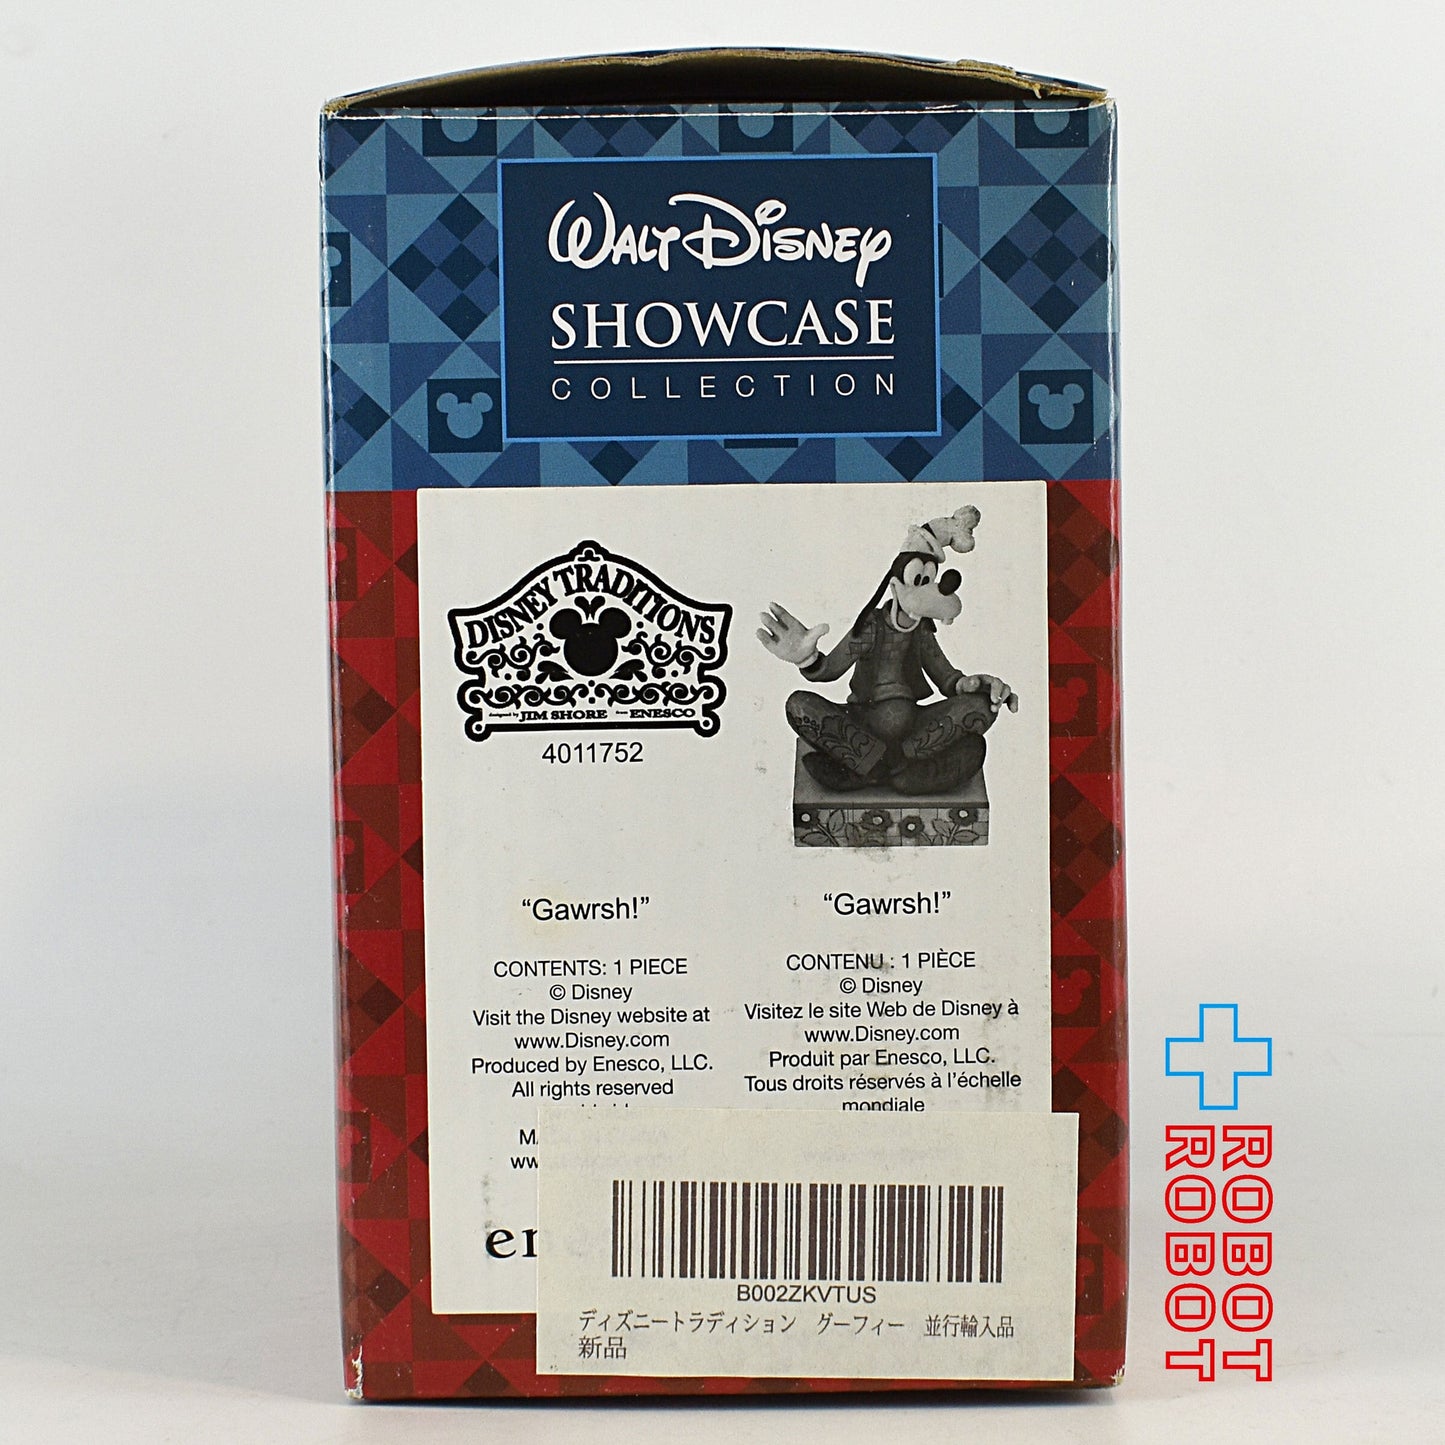 WALT DISNEY
SHOWCASE
COLLECTION
DISNEY TRADITIONS
designed by JIM SHORE from ENESCO
4011752
“Gawrsh!”
CONTENTS: 1 PIECE
© Disney
Visit the Disney website at
www.Disney.com
Produced by Enesco, LLC.
All rights reserved
“Gawrsh!”
CONTENU : 1 PIÈCE
© Disney
Visitez le site Web de Disney à
www.Disney.com
Produit par Enesco, LLC.
Tous droits réservés à l’échelle
mondiale
B002ZKVTUS
ディズニートラディション グーフィー 並行輸入品
新品
ROBOT
ROBOT